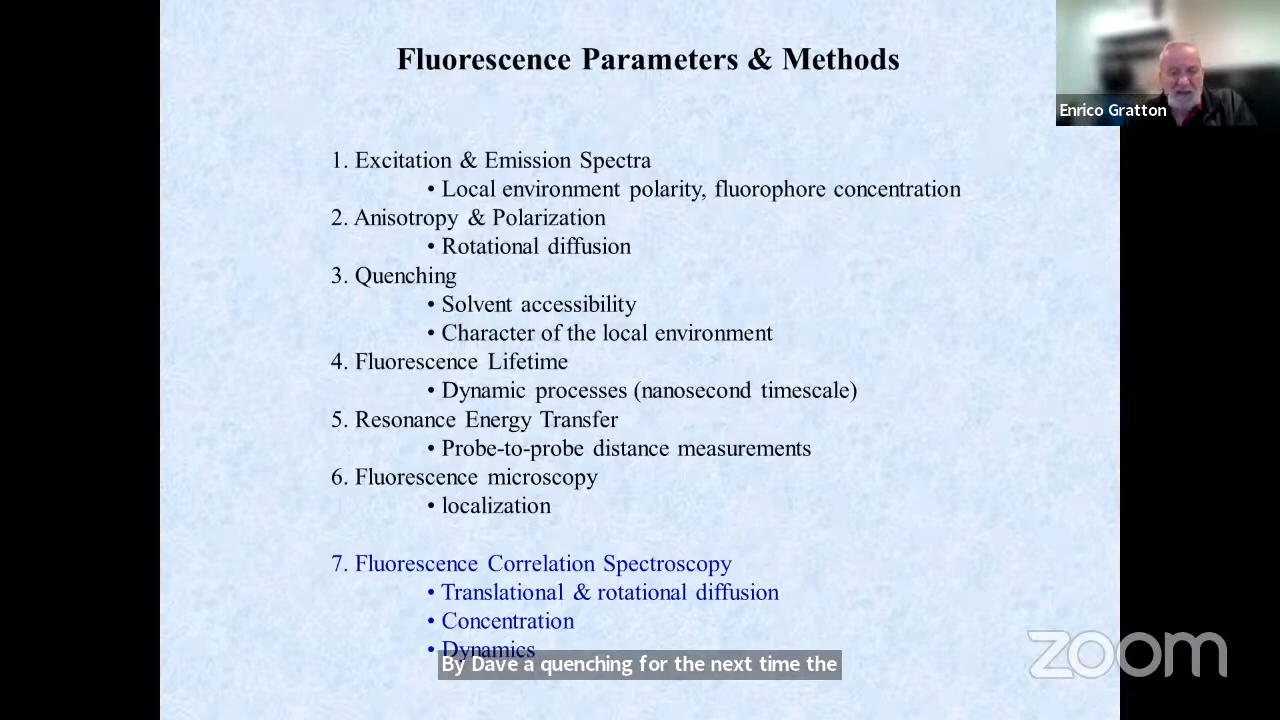 Fluorescence Parameters & Methods
Enrico Gratton
1. Excitation & Emission Spectra
• Local environment polarity, fluorophore concentration
2. Anisotropy & Polarization
• Rotational diffusion
3. Quenching
• Solvent accessibility
• Character of the local environment
4. Fluorescence Lifetime
• Dynamic processes (nanosecond timescale)
5. Resonance Energy Transfer
• Probe-to-probe distance measurements
6. Fluorescence microscopy
• localization
7. Fluorescence Correlation Spectroscopy
• Translational & rotational diffusion
• Concentration
• Dynamics
By Dave a quenching for the next time the
zoom